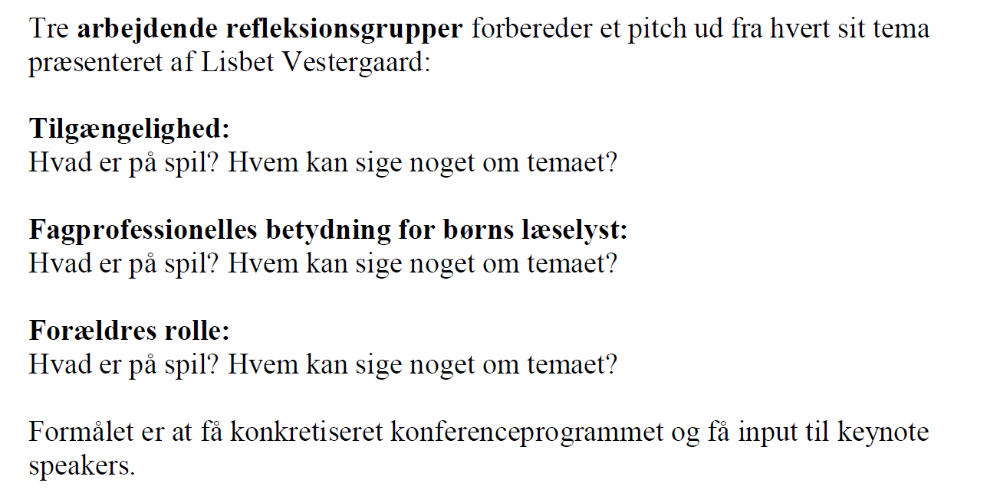 Tre arbejdende refleksionsgrupper forbereder et pitch ud fra hvert sit tema
præsenteret af Lisbet Vestergaard:
Tilgængelighed:
Hvad er på spil? Hvem kan sige noget om temaet?
Fagprofessionelles betydning for børns læselyst:
Hvad er på spil? Hvem kan sige noget om temaet?
Forældres rolle:
Hvad er på spil? Hvem kan sige noget om temaet?
Formålet er at få konkretiseret konferenceprogrammet og få input til keynote
speakers.